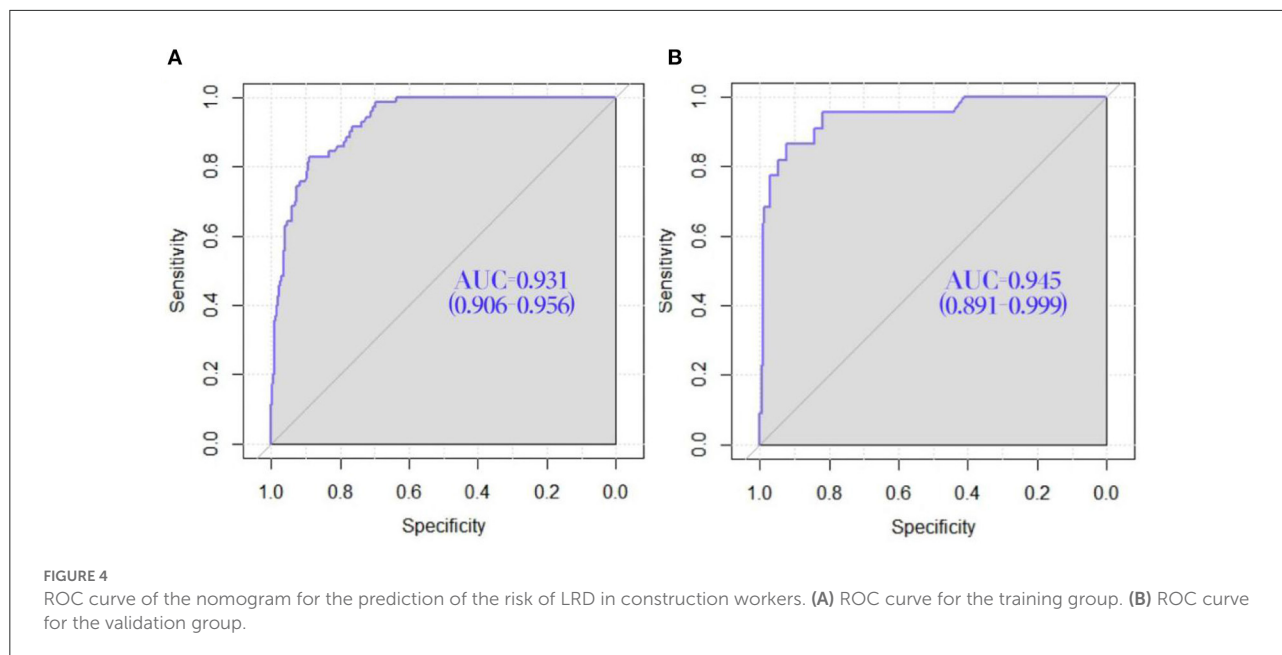 A
B
1.0
0.8
0.6
0.4
0.2
0.0
Sensitivity
AUC=0.931
(0.906-0.956)
1.0 0.8 0.6 0.4 0.2 0.0
Specificity
1.0
0.8
0.6
0.4
0.2
0.0
Sensitivity
AUC=0.945
(0.891-0.999)
1.0 0.8 0.6 0.4 0.2 0.0
Specificity
FIGURE 4
ROC curve of the nomogram for the prediction of the risk of LRD in construction workers. (A) ROC curve for the training group. (B) ROC curve
for the validation group.